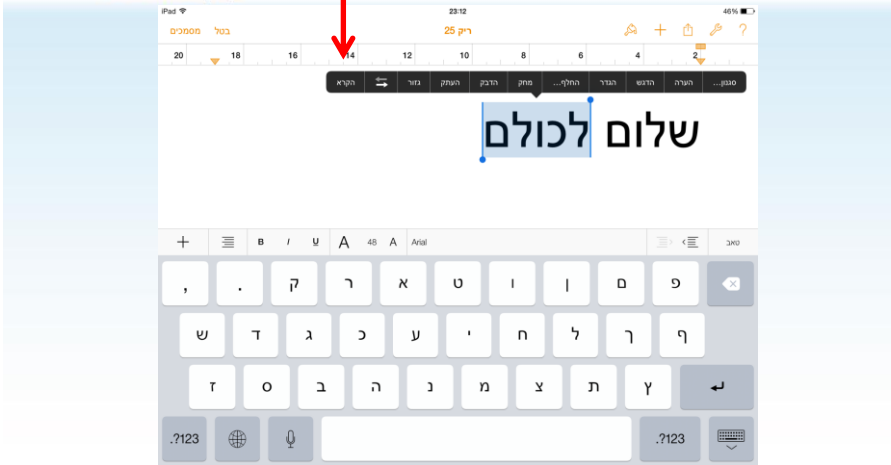 iPad 23:12 46%
מסמכים בטל ריק 25 ?
20 18 16 14 12 10 8 6 4 2
סגנון... הערה הדגש הגדר החלף... מחק הדבק העתק גזור הקרא
שלום לכולם
B I U A 48 A Arial טאב
, . ק ר א ט ו ן ם פ
ש ד ג כ ע י ח ל ך ף
ז ס ב ה נ מ צ ת ץ
.?123 .?123